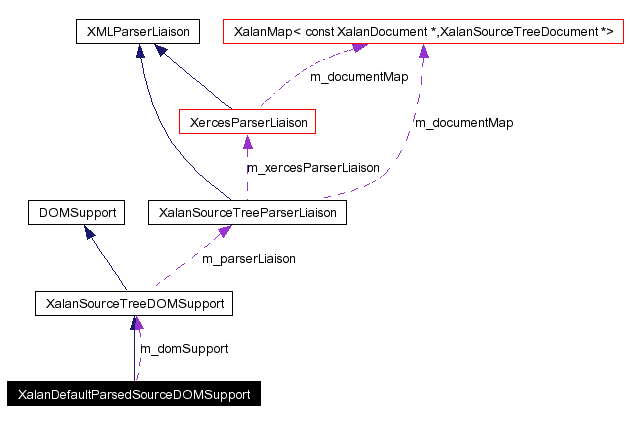 XMLParserLiaison
XalanMap< const XalanDocument *,XalanSourceTreeDocument *>
m_documentMap
XercesParserLiaison
m_documentMap
m_xercesParserLiaison
DOMSupport
XalanSourceTreeParserLiaison
m_parserLiaison
XalanSourceTreeDOMSupport
m_domSupport
XalanDefaultParsedSourceDOMSupport